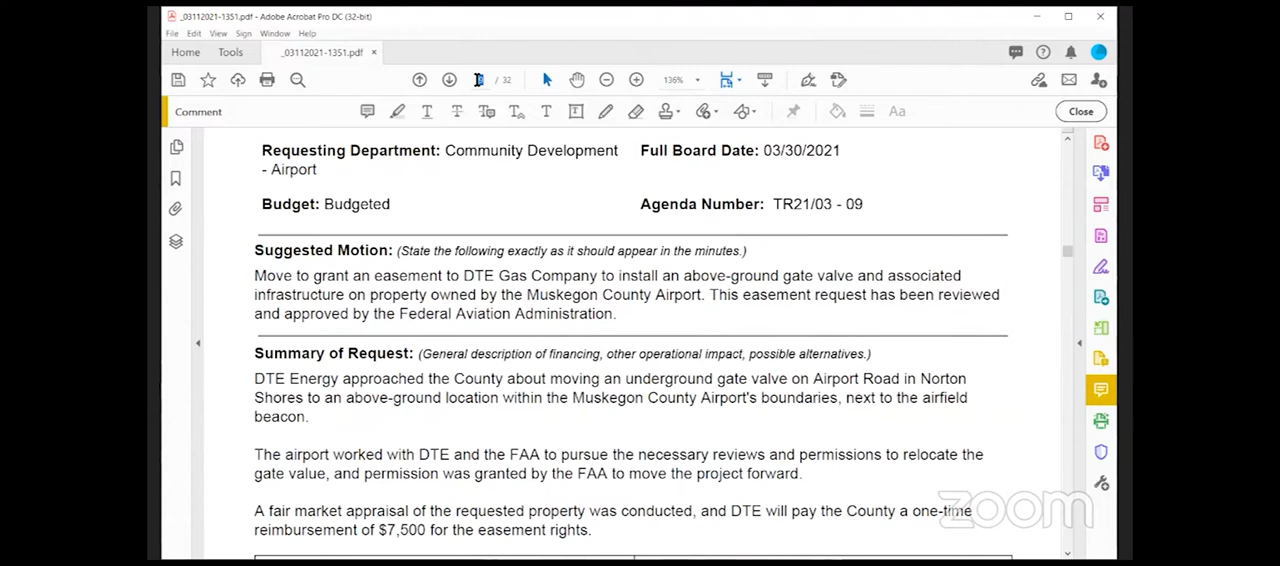 _03112021-1351.pdf - Adobe Acrobat Pro DC (32-bit)
File Edit View Sign Window Help
Home Tools _03112021-1351.pdf ×
/ 32 136%
Comment Close
Requesting Department: Community Development Full Board Date: 03/30/2021
- Airport
Budget: Budgeted Agenda Number: TR21/03 - 09
Suggested Motion: (State the following exactly as it should appear in the minutes.)
Move to grant an easement to DTE Gas Company to install an above-ground gate valve and associated
infrastructure on property owned by the Muskegon County Airport. This easement request has been reviewed
and approved by the Federal Aviation Administration.
Summary of Request: (General description of financing, other operational impact, possible alternatives.)
DTE Energy approached the County about moving an underground gate valve on Airport Road in Norton
Shores to an above-ground location within the Muskegon County Airport's boundaries, next to the airfield
beacon.
The airport worked with DTE and the FAA to pursue the necessary reviews and permissions to relocate the
gate value, and permission was granted by the FAA to move the project forward.
A fair market appraisal of the requested property was conducted, and DTE will pay the County a one-time
reimbursement of $7,500 for the easement rights.
zoom